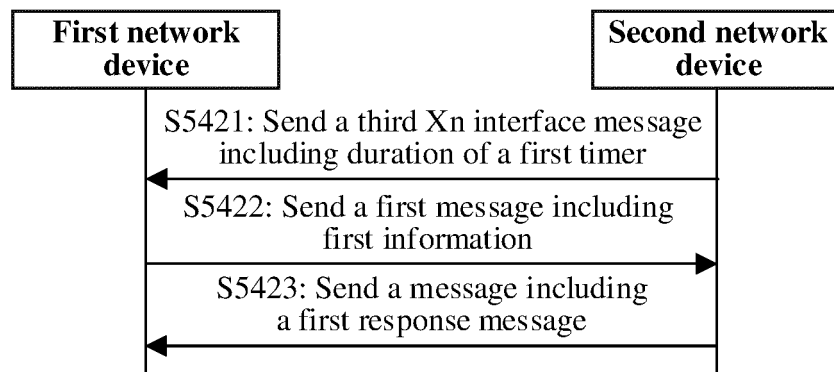 First network
device
Second network
device
S5421: Send a third Xn interface message
including duration of a first timer
S5422: Send a first message including
first information
S5423: Send a message including
a first response message